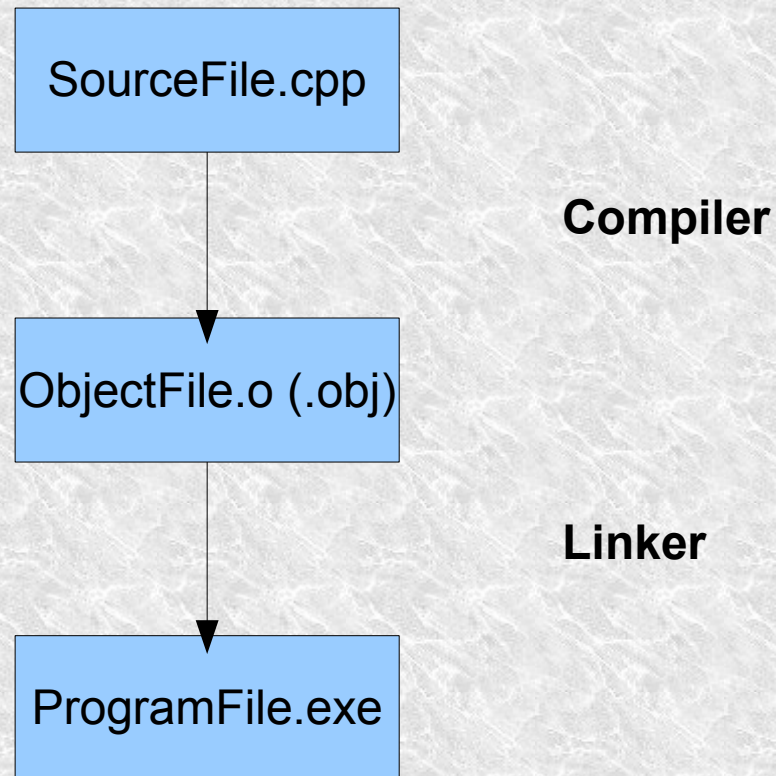 SourceFile.cpp
Compiler
ObjectFile.o (.obj)
Linker
ProgramFile.exe